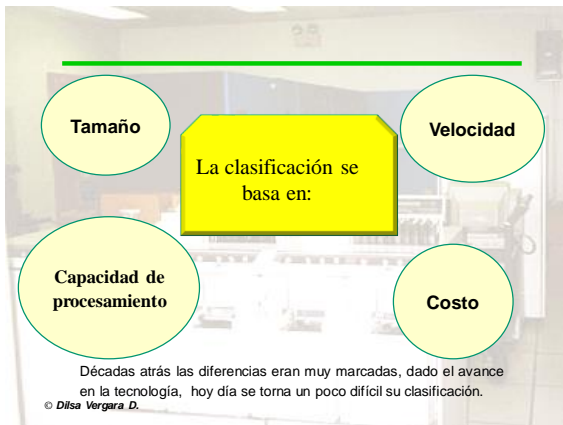 Tamaño
Velocidad
La clasificación se
basa en:
Capacidad de
procesamiento
Costo
Décadas atrás las diferencias eran muy marcadas, dado el avance
en la tecnología, hoy día se torna un poco difícil su clasificación.
© Dilsa Vergara D.